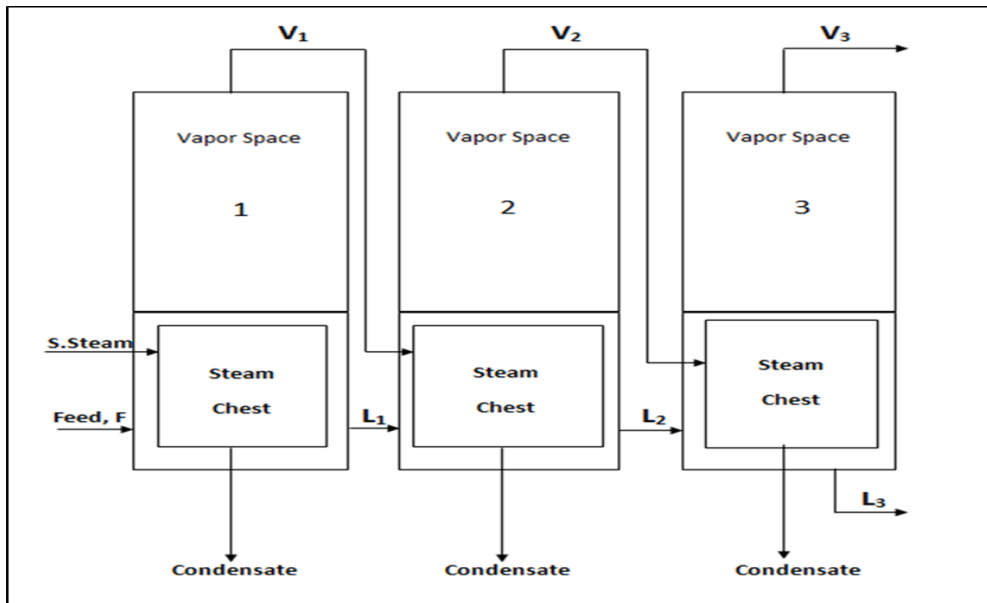 V₁
V₂
V₃
Vapor Space
Vapor Space
Vapor Space
1
2
3
S.Steam
Steam
Chest
Steam
Chest
Steam
Chest
Feed, F
L₁
L₂
L₃
Condensate
Condensate
Condensate